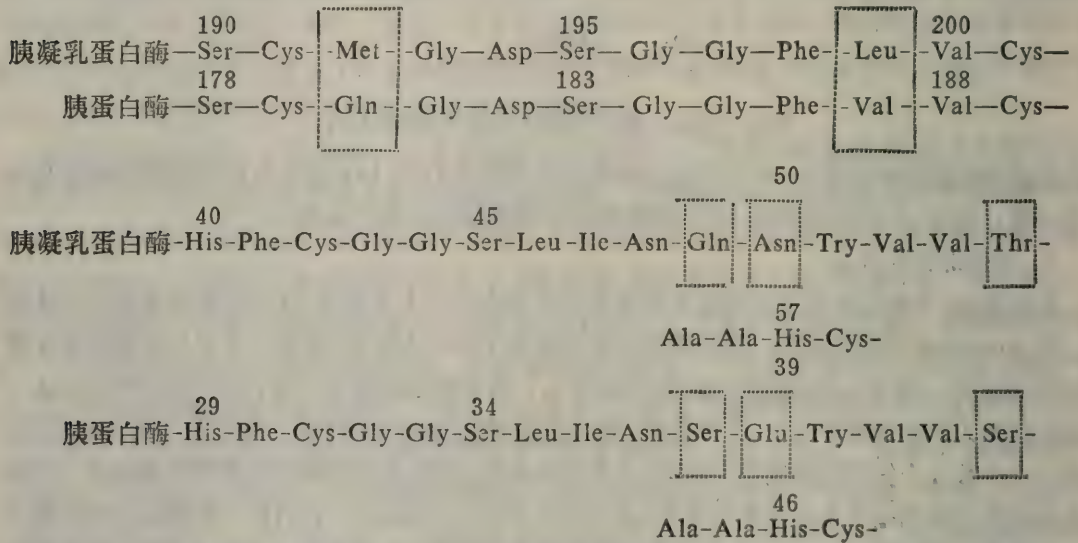 190 195 200
胰凝乳蛋白酶—Ser—Cys-Met-Gly—Asp—Ser—Gly—Gly—Phe-Leu-Val—Cys—
178 183 188
胰蛋白酶—Ser—Cys-Gln-Gly—Asp—Ser—Gly—Gly—Phe-Val-Val—Cys—
50
40 45
胰凝乳蛋白酶-His-Phe-Cys-Gly-Gly-Ser-Leu-Ile-Asn-Gln-Asn-Try-Val-Val-Thr-
57
Ala-Ala-His-Cys-
39
29 34
胰蛋白酶-His-Phe-Cys-Gly-Gly-Ser-Leu-Ile-Asn-Ser-Glu-Try-Val-Val-Ser-
46
Ala-Ala-His-Cys-